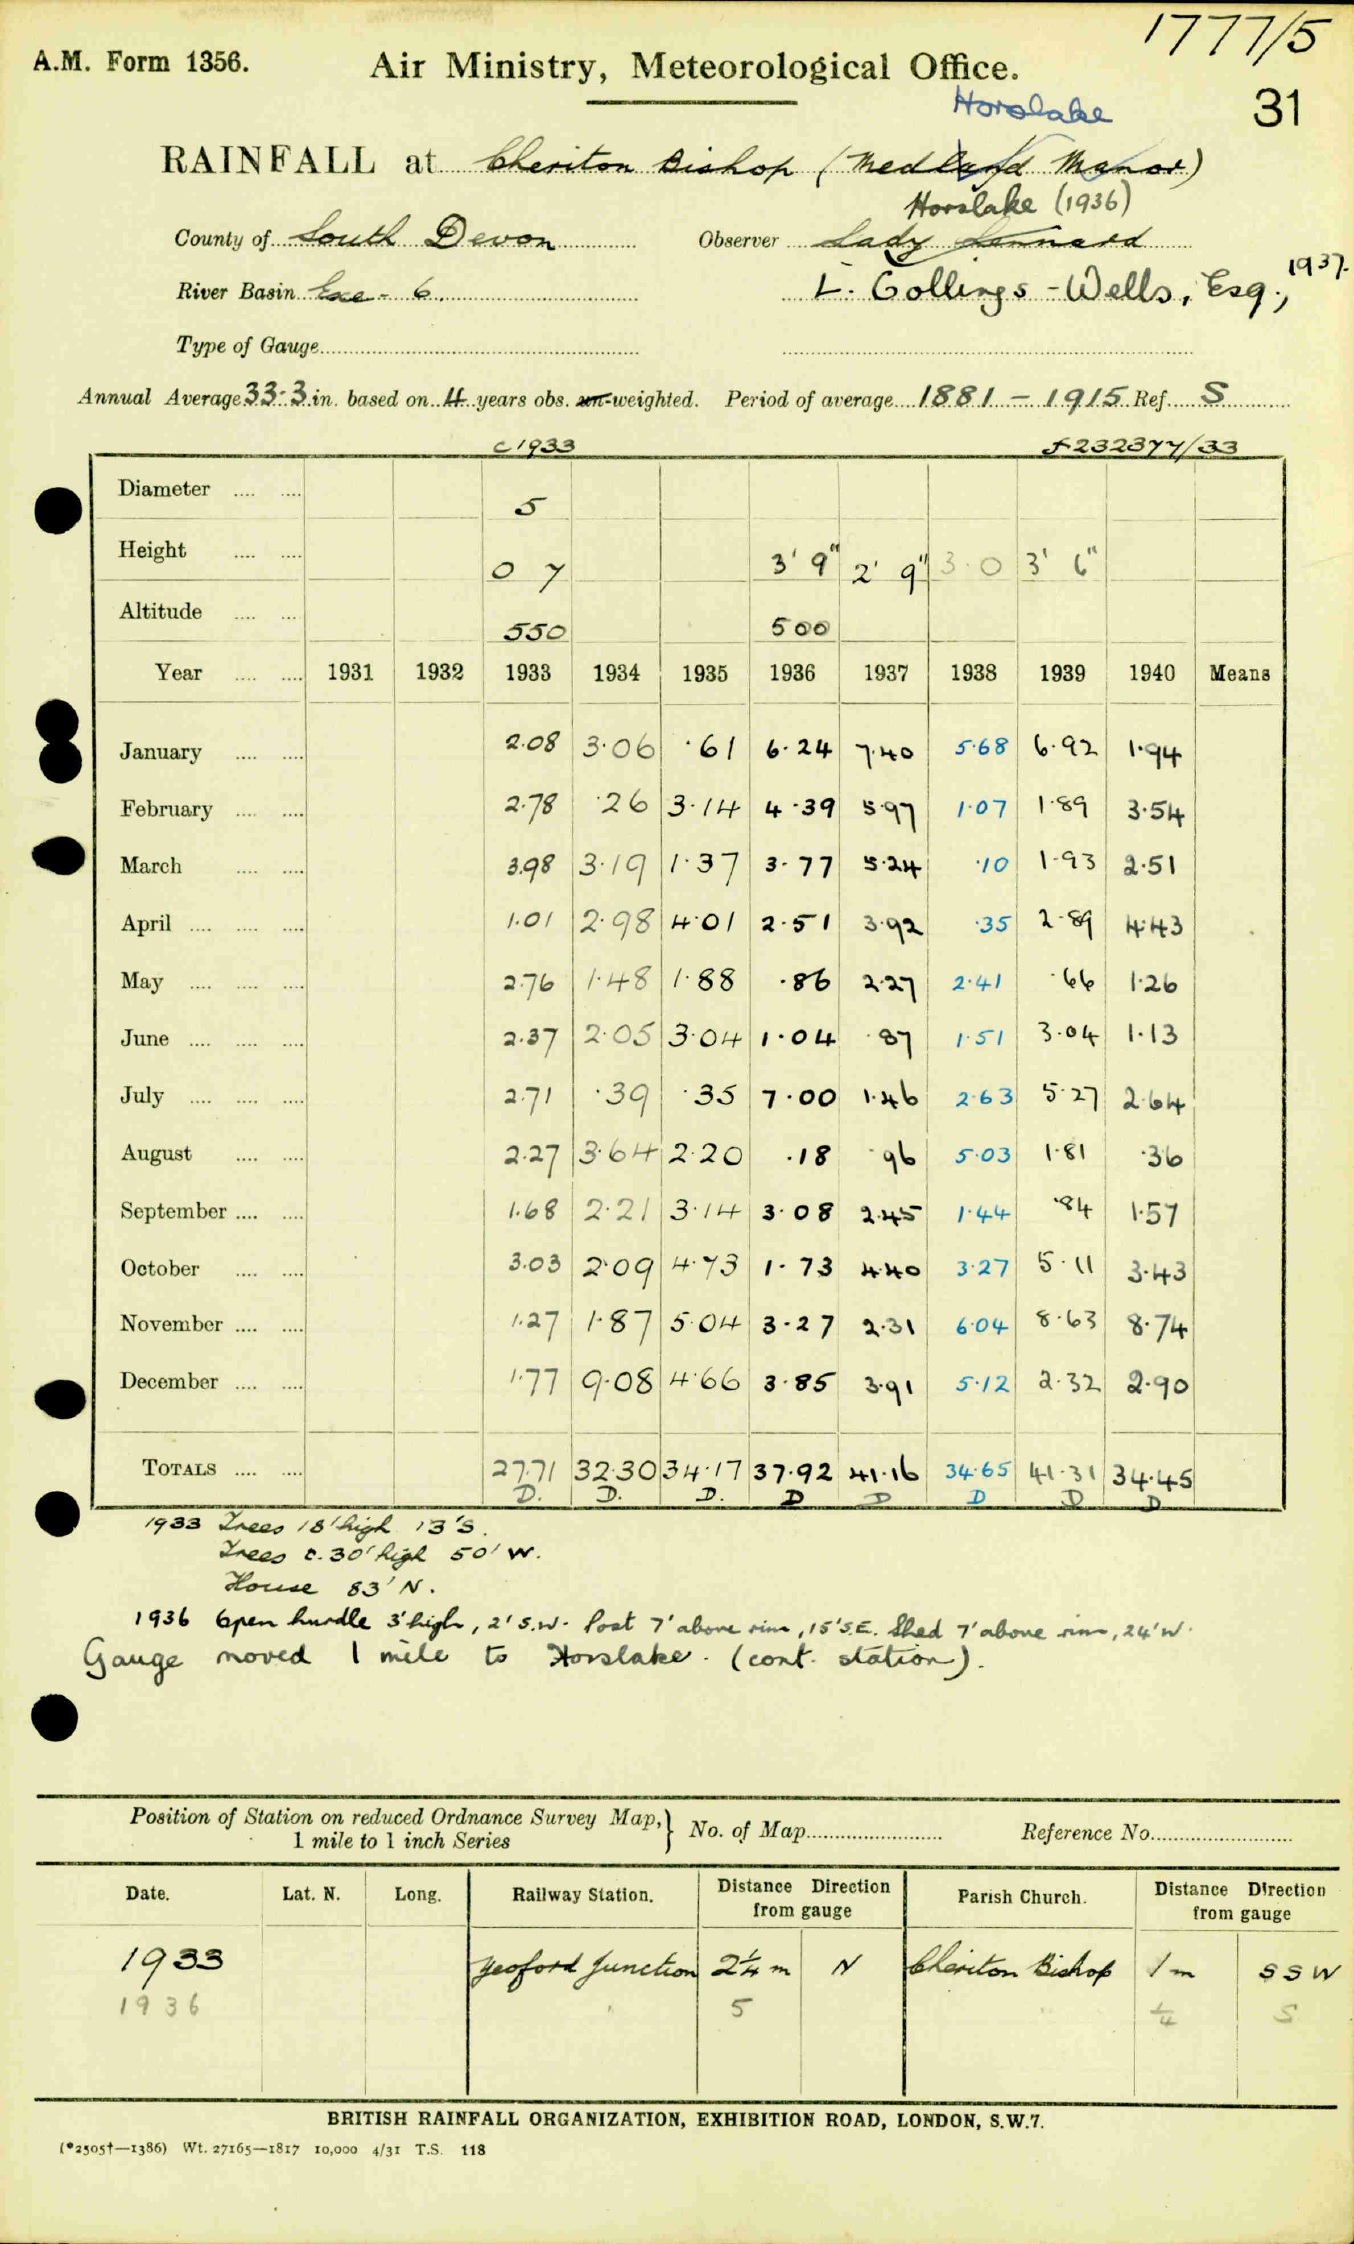 1777/5
A.M. Form 1356.
Air Ministry, Meteorological Office.
31
Horslake
RAINFALL at Cheriton Bishop (Medland Manor)
Horslake (1936)
County of South Devon Observer Lady Lennard
River Basin Exe - 6. L. Collings-Wells, Esq., 1937.
Type of Gauge
Annual Average 33.3 in. based on 4 years obs. un-weighted. Period of average 1881 - 1915 Ref. S
c 1933 f232377/33
Diameter .... .... 5
Height .... .... 0 7 3' 9" 2' 9" 3.0 3' 6"
Altitude .... .... 550 500
Year .... .... 1931 1932 1933 1934 1935 1936 1937 1938 1939 1940 Means
January .... .... 2.08 3.06 .61 6.24 7.40 5.68 6.92 1.94
February .... .... 2.78 .26 3.14 4.39 5.97 1.07 1.89 3.54
March .... .... 3.98 3.19 1.37 3.77 5.24 .10 1.93 2.51
April .... .... .... 1.01 2.98 4.01 2.51 3.92 .35 2.89 4.43
May .... .... .... 2.76 1.48 1.88 .86 2.27 2.41 .66 1.26
June .... .... .... 2.37 2.05 3.04 1.04 .87 1.51 3.04 1.13
July .... .... .... 2.71 .39 .35 7.00 1.46 2.63 5.27 2.64
August .... .... 2.27 3.64 2.20 .18 .96 5.03 1.81 .36
September .... .... 1.68 2.21 3.14 3.08 2.45 1.44 .84 1.57
October .... .... 3.03 2.09 4.73 1.73 4.40 3.27 5.11 3.43
November .... .... 1.27 1.87 5.04 3.27 2.31 6.04 8.63 8.74
December .... .... 1.77 9.08 4.66 3.85 3.91 5.12 2.32 2.90
TOTALS .... .... 27.71 32.30 34.17 37.92 41.16 34.65 41.31 34.45
D. D. D. D D D D D
1933 Trees 18' high 13' S.
Trees c. 30' high 50' W.
House 83' N.
1936 Open hurdle 3' high, 2' S.W. Post 7' above rim, 15' S.E. Shed 7' above rim, 24' W.
Gauge moved 1 mile to Horslake. (cont. station).
Position of Station on reduced Ordnance Survey Map, } No. of Map Reference No.
1 mile to 1 inch Series
Date. Lat. N. Long. Railway Station. Distance Direction from gauge Parish Church. Distance Direction from gauge
1933 Yeoford Junction 2¼ m N Cheriton Bishop 1 m S S W
1936 5 ¼ S
BRITISH RAINFALL ORGANIZATION, EXHIBITION ROAD, LONDON, S.W.7.
(*2505†—1386) Wt. 27165—1817 10,000 4/31 T.S. 118